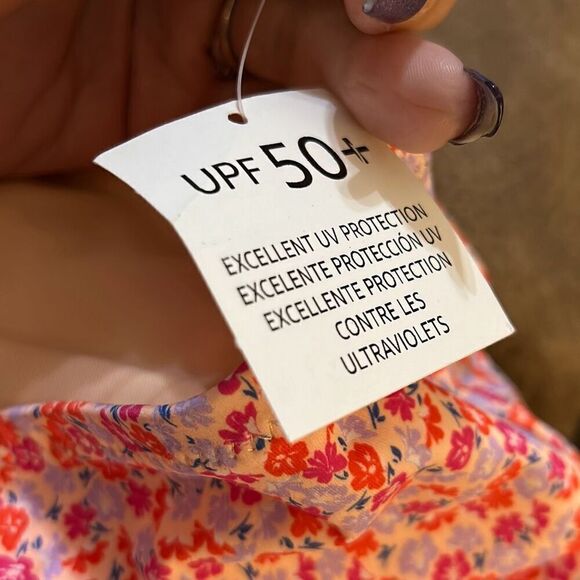 UPF 50+
EXCELLENT UV PROTECTION
EXCELENTE PROTECCIÓN UV
EXCELLENTE PROTECTION
CONTRE LES
ULTRAVIOLETS